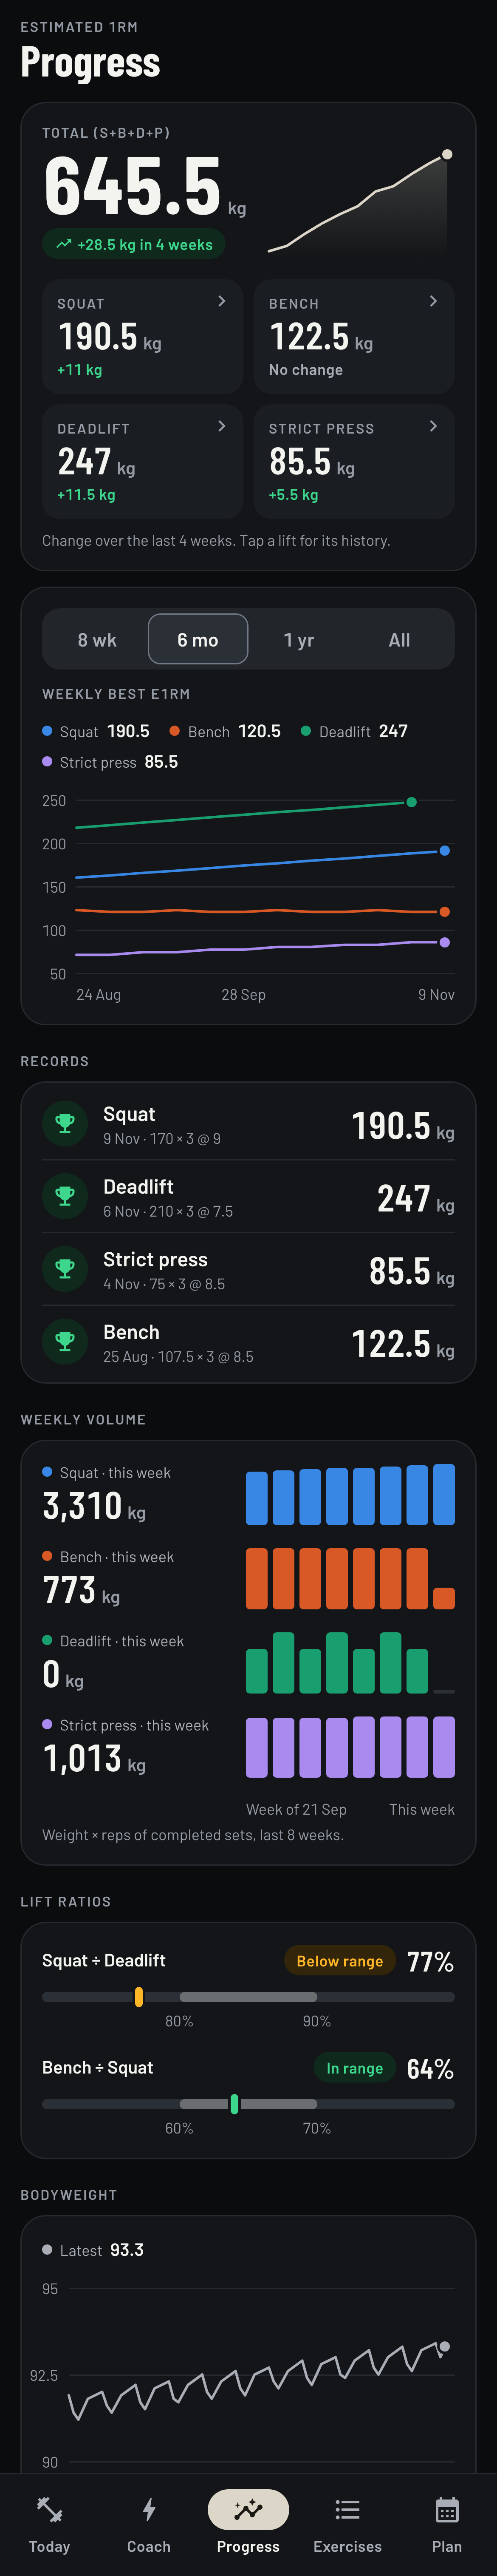 ESTIMATED 1RM
Progress
TOTAL (S+B+D+P)
645.5 kg
+28.5 kg in 4 weeks
SQUAT
190.5 kg
+11 kg
BENCH
122.5 kg
No change
DEADLIFT
247 kg
+11.5 kg
STRICT PRESS
85.5 kg
+5.5 kg
Change over the last 4 weeks. Tap a lift for its history.
8 wk 6 mo 1 yr All
WEEKLY BEST E1RM
Squat 190.5 Bench 120.5 Deadlift 247
Strict press 85.5
250
200
150
100
50
24 Aug 28 Sep 9 Nov
RECORDS
Squat
9 Nov · 170 × 3 @ 9
190.5 kg
Deadlift
6 Nov · 210 × 3 @ 7.5
247 kg
Strict press
4 Nov · 75 × 3 @ 8.5
85.5 kg
Bench
25 Aug · 107.5 × 3 @ 8.5
122.5 kg
WEEKLY VOLUME
Squat · this week
3,310 kg
Bench · this week
773 kg
Deadlift · this week
0 kg
Strict press · this week
1,013 kg
Week of 21 Sep This week
Weight × reps of completed sets, last 8 weeks.
LIFT RATIOS
Squat ÷ Deadlift Below range 77%
80% 90%
Bench ÷ Squat In range 64%
60% 70%
BODYWEIGHT
Latest 93.3
95
92.5
90
Today Coach Progress Exercises Plan